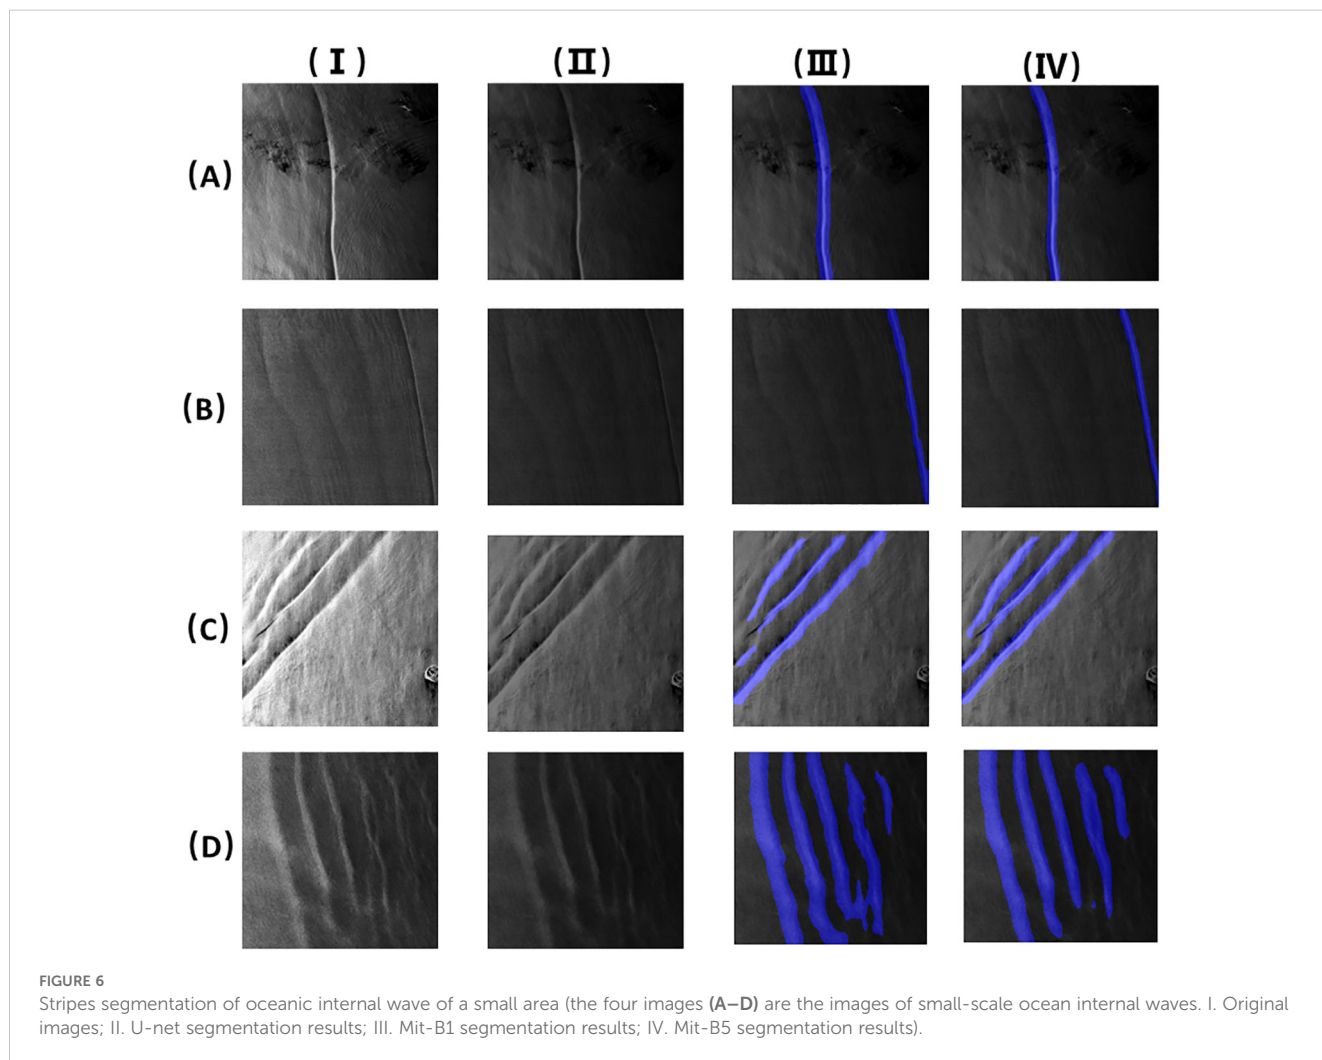 (Ⅰ) (Ⅱ) (Ⅲ) (Ⅳ)
(A)
(B)
(C)
(D)
FIGURE 6
Stripes segmentation of oceanic internal wave of a small area (the four images (A–D) are the images of small-scale ocean internal waves. I. Original
images; II. U-net segmentation results; III. Mit-B1 segmentation results; IV. Mit-B5 segmentation results).